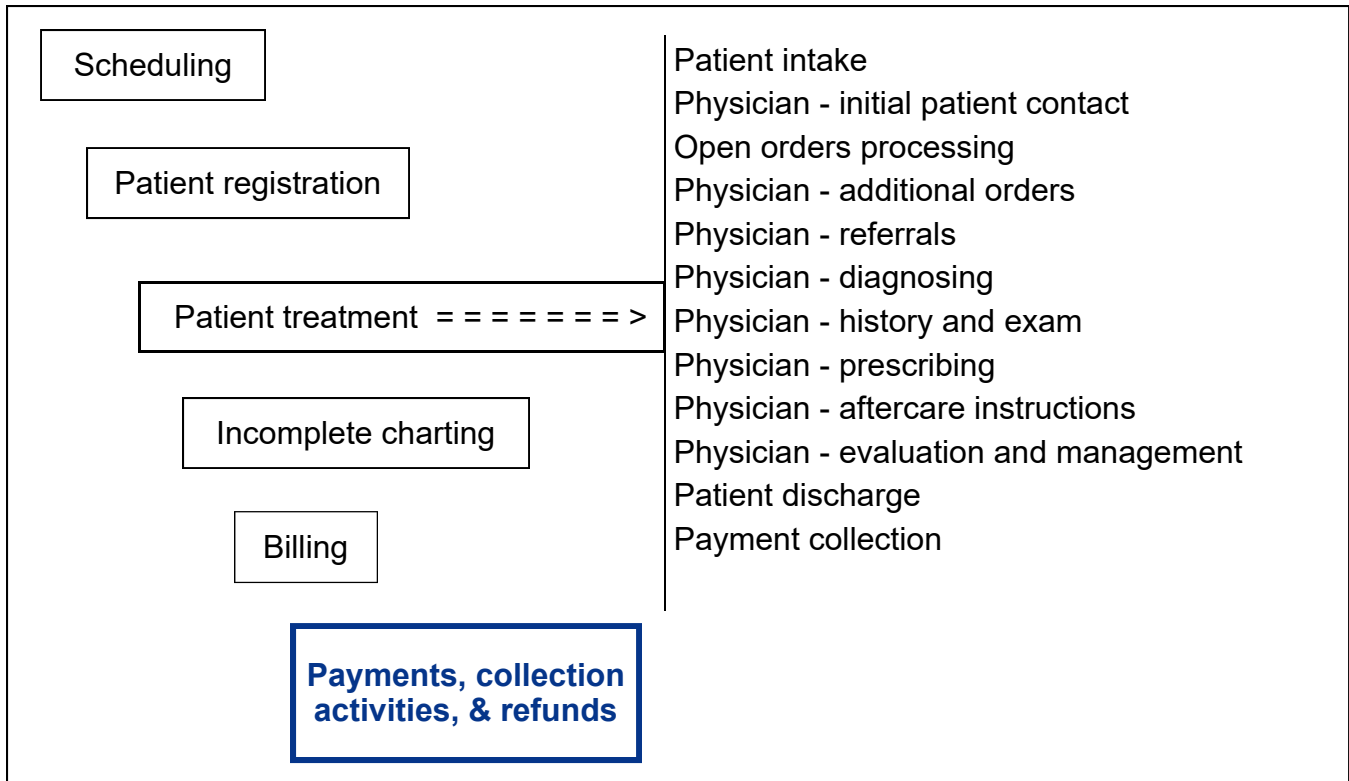 Scheduling
Patient registration
Patient treatment = = = = = = = >
Incomplete charting
Billing
Payments, collection
activities, & refunds
Patient intake
Physician - initial patient contact
Open orders processing
Physician - additional orders
Physician - referrals
Physician - diagnosing
Physician - history and exam
Physician - prescribing
Physician - aftercare instructions
Physician - evaluation and management
Patient discharge
Payment collection